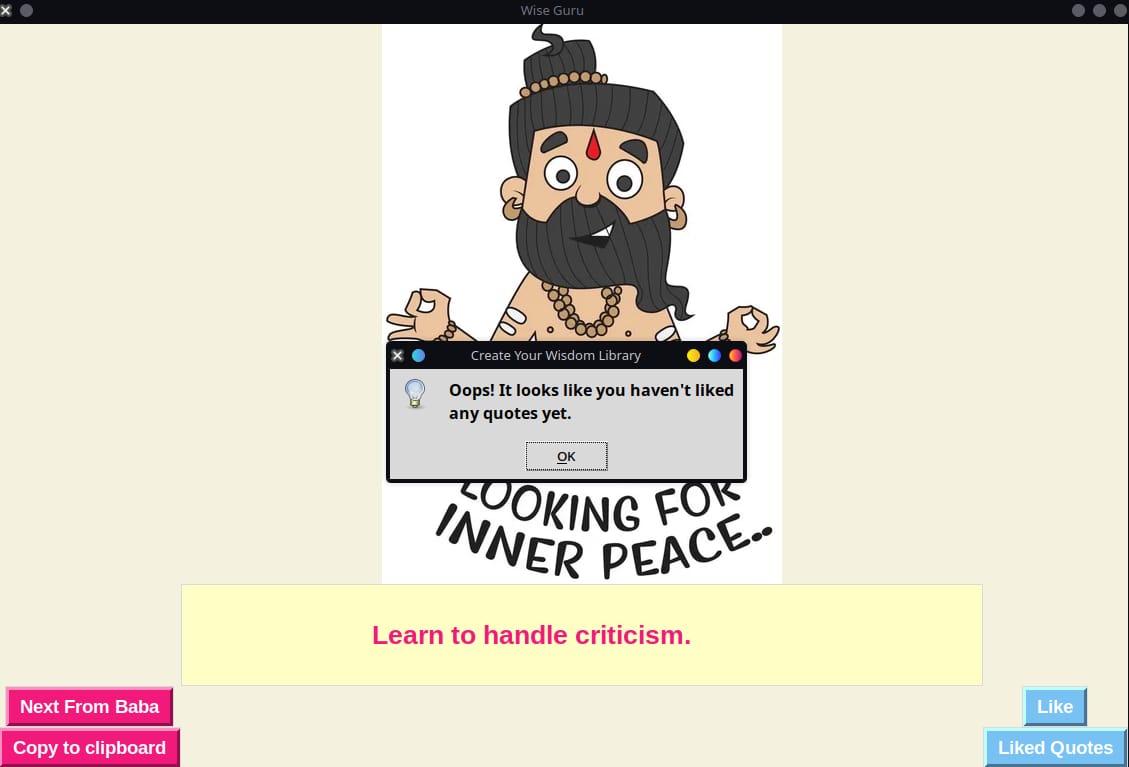 Wise Guru
Create Your Wisdom Library
Oops! It looks like you haven't liked
any quotes yet.
OK
LOOKING FOR
INNER PEACE...
Learn to handle criticism.
Next From Baba
Like
Copy to clipboard
Liked Quotes